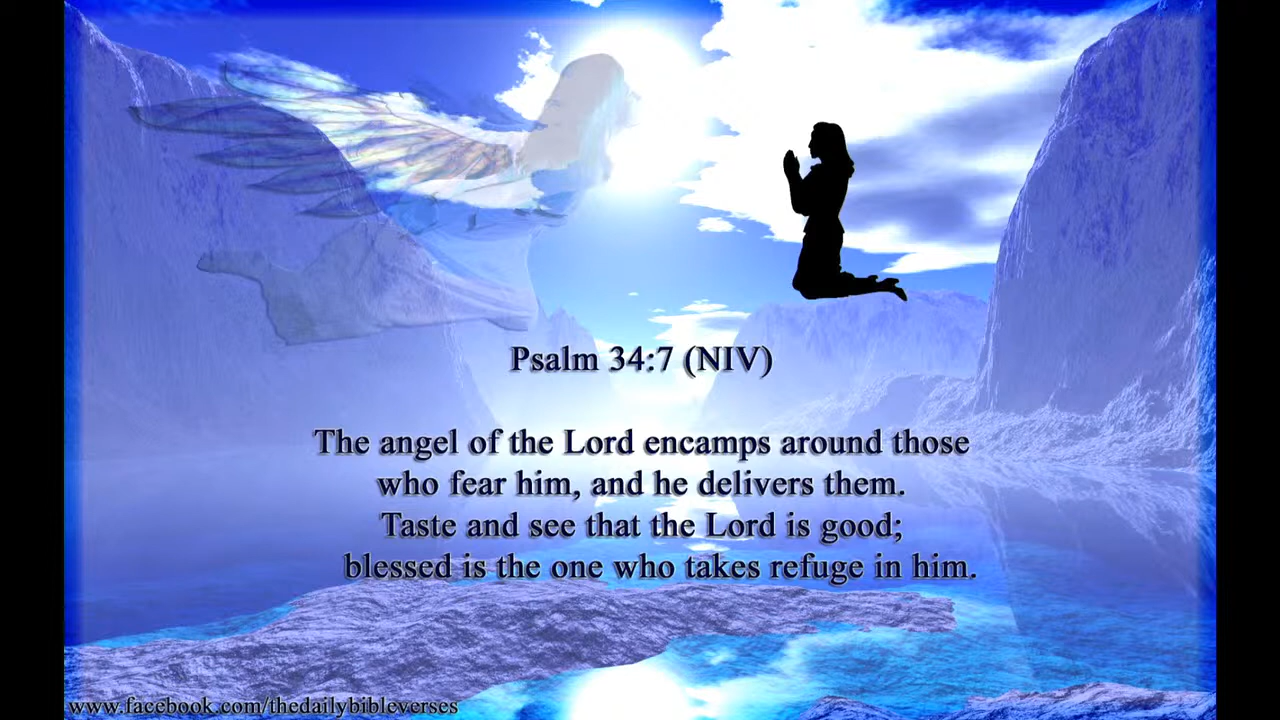 Psalm 34:7 (NIV)
The angel of the Lord encamps around those
who fear him, and he delivers them.
Taste and see that the Lord is good;
blessed is the one who takes refuge in him.
www.facebook.com/thedailybibleverses